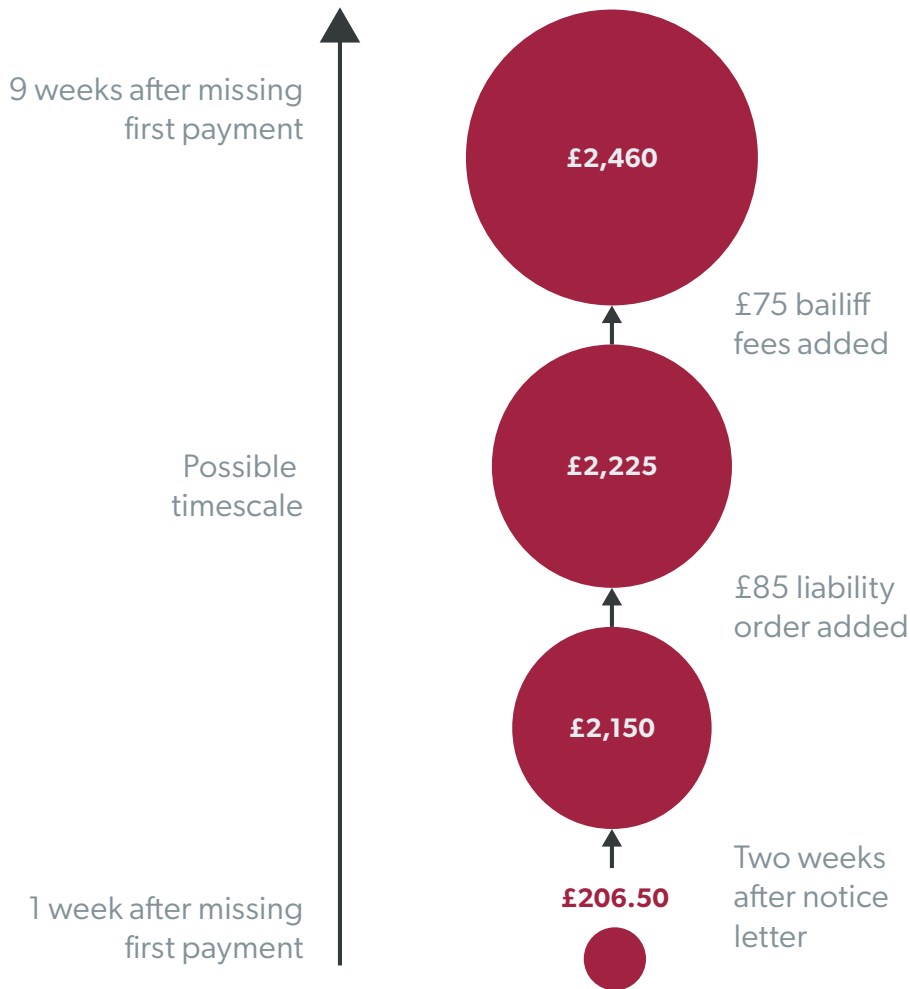 9 weeks after missing
first payment
£2,460
£75 bailiff
fees added
Possible
timescale
£2,225
£85 liability
order added
£2,150
Two weeks
after notice
letter
£206.50
1 week after missing
first payment